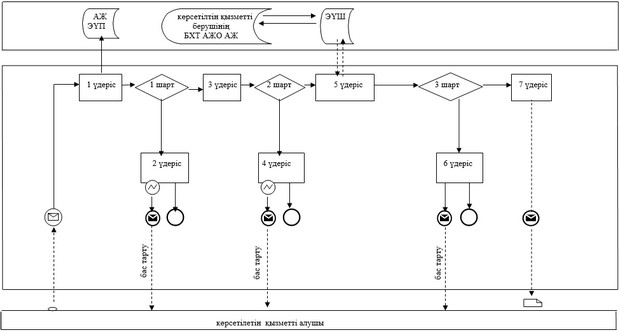 АЖ
ЭҮП
көрсетілтін қызметті
берушінің
БХТ АЖО АЖ
ЭҮШ
1 үдеріс
1 шарт
3 үдеріс
2 шарт
5 үдеріс
3 шарт
7 үдеріс
2 үдеріс
4 үдеріс
6 үдеріс
бас тарту
бас тарту
бас тарту
көрсетілетін қызметті алушы